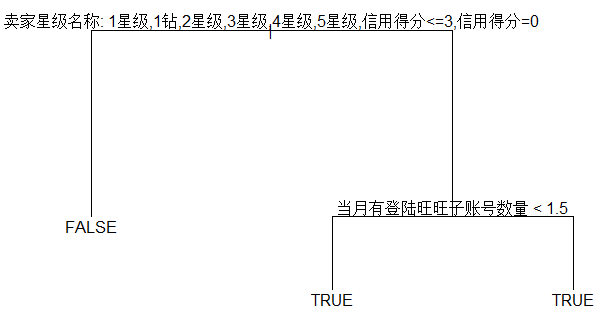 卖家星级名称: 1星级,1钻,2星级,3星级,4星级,5星级,信用得分<=3,信用得分=0
FALSE
当月有登陆旺旺子账号数量 < 1.5
TRUE
TRUE